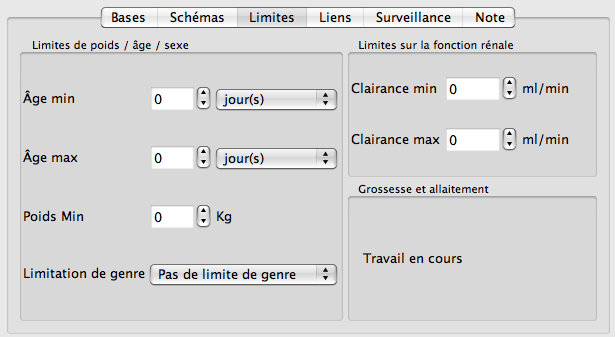 Bases Schémas Limites Liens Surveillance Note
Limites de poids / âge / sexe
Âge min 0 jour(s)
Âge max 0 jour(s)
Poids Min 0 Kg
Limitation de genre Pas de limite de genre
Limites sur la fonction rénale
Clairance min 0 ml/min
Clairance max 0 ml/min
Grossesse et allaitement
Travail en cours